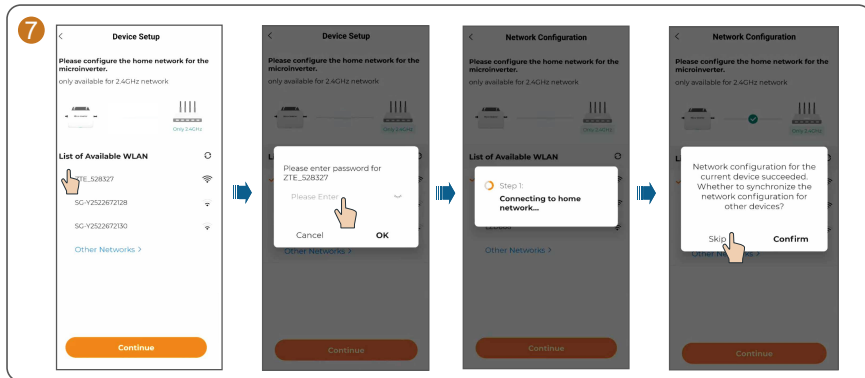 7
Device Setup
Please configure the home network for the
microinverter.
only available for 2.4GHz network
Only 2.4GHz
List of Available WLAN
ZTE_528327
SG-Y2522672128
SG-Y2522672130
Other Networks >
Continue
Device Setup
Please configure the home network for the
microinverter.
only available for 2.4GHz network
Only 2.4GHz
Please enter password for
ZTE_528327
Please Enter
Cancel OK
Other Networks >
Continue
Network Configuration
Please configure the home network for the
microinverter.
only available for 2.4GHz network
Only 2.4GHz
Step 1:
Connecting to home
network...
Other Networks >
Continue
Network Configuration
Please configure the home network for the
microinverter.
only available for 2.4GHz network
Only 2.4GHz
Network configuration for the
current device succeeded.
Whether to synchronize the
network configuration for
other devices?
Skip Confirm
Other Networks >
Continue